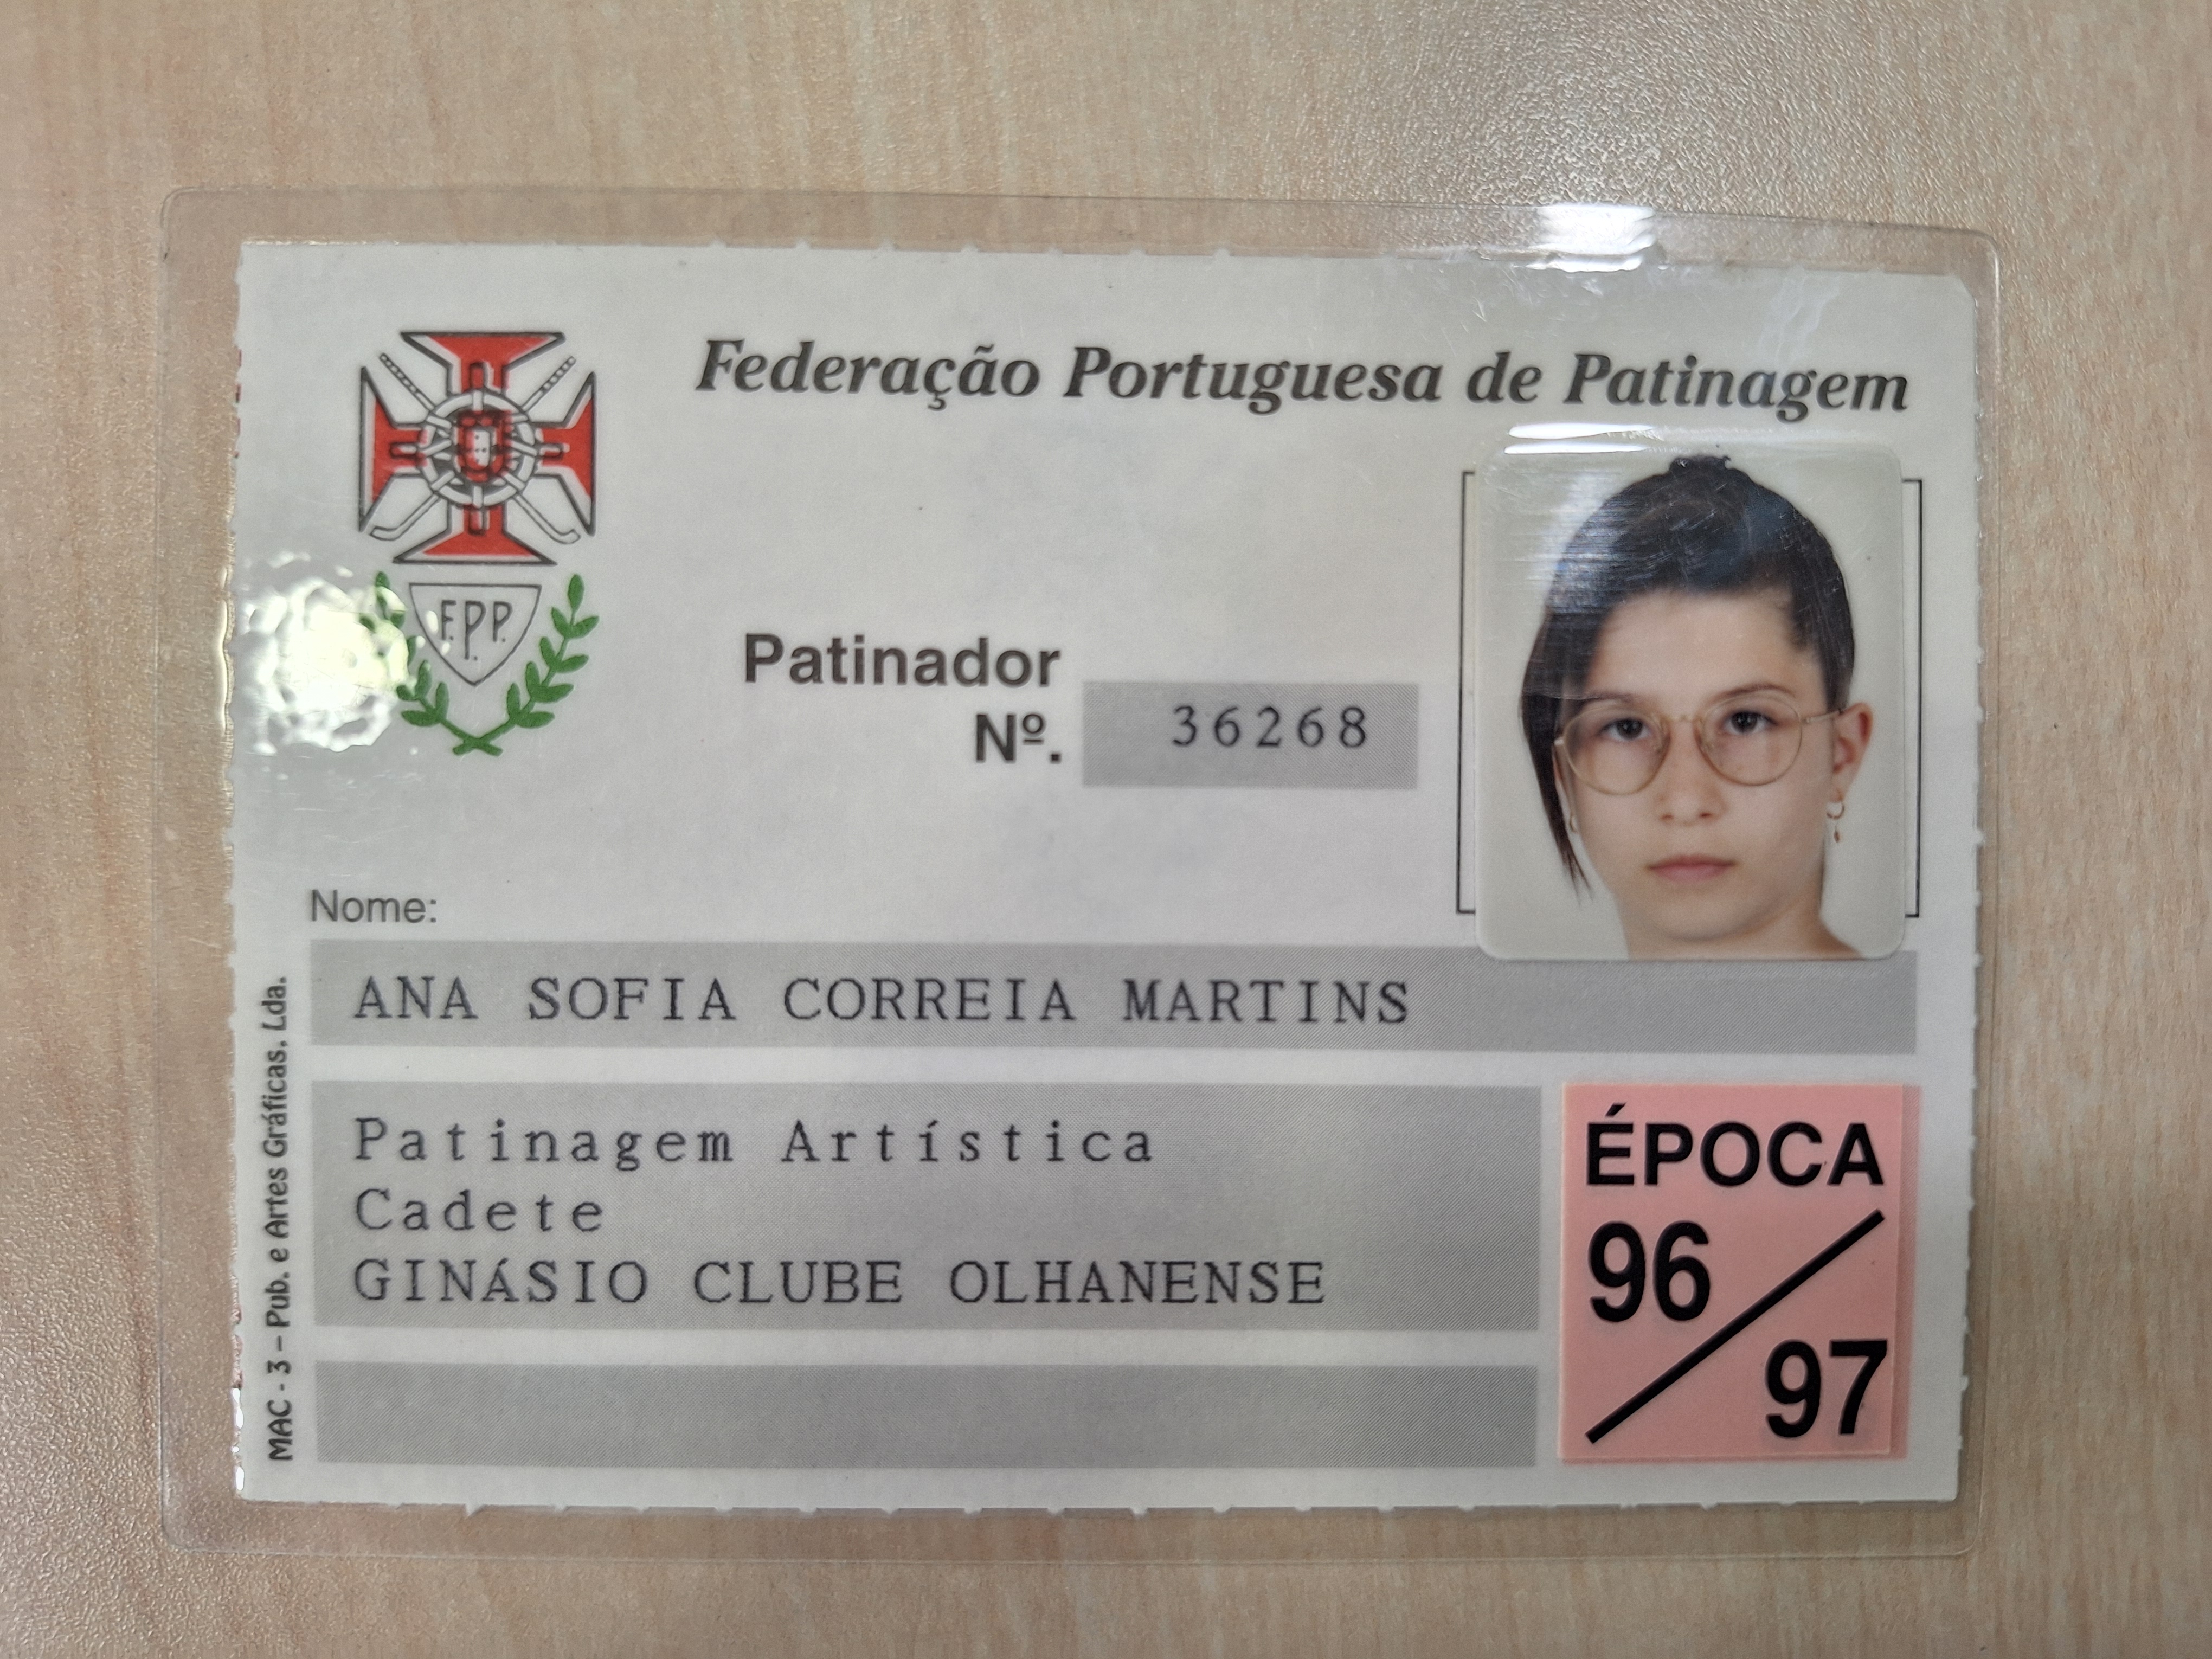 Federação Portuguesa de Patinagem
F.P.P.
Patinador
Nº. 36268
Nome:
ANA SOFIA CORREIA MARTINS
Patinagem Artística
Cadete
GINÁSIO CLUBE OLHANENSE
ÉPOCA
96
97
MAC - 3 – Pub. e Artes Gráficas. Lda.